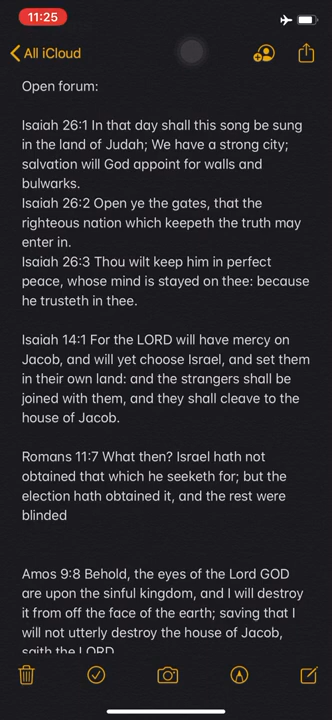 11:25
All iCloud
Open forum:
Isaiah 26:1 In that day shall this song be sung
in the land of Judah; We have a strong city;
salvation will God appoint for walls and
bulwarks.
Isaiah 26:2 Open ye the gates, that the
righteous nation which keepeth the truth may
enter in.
Isaiah 26:3 Thou wilt keep him in perfect
peace, whose mind is stayed on thee: because
he trusteth in thee.
Isaiah 14:1 For the LORD will have mercy on
Jacob, and will yet choose Israel, and set them
in their own land: and the strangers shall be
joined with them, and they shall cleave to the
house of Jacob.
Romans 11:7 What then? Israel hath not
obtained that which he seeketh for; but the
election hath obtained it, and the rest were
blinded
Amos 9:8 Behold, the eyes of the Lord GOD
are upon the sinful kingdom, and I will destroy
it from off the face of the earth; saving that I
will not utterly destroy the house of Jacob,
saith the LORD